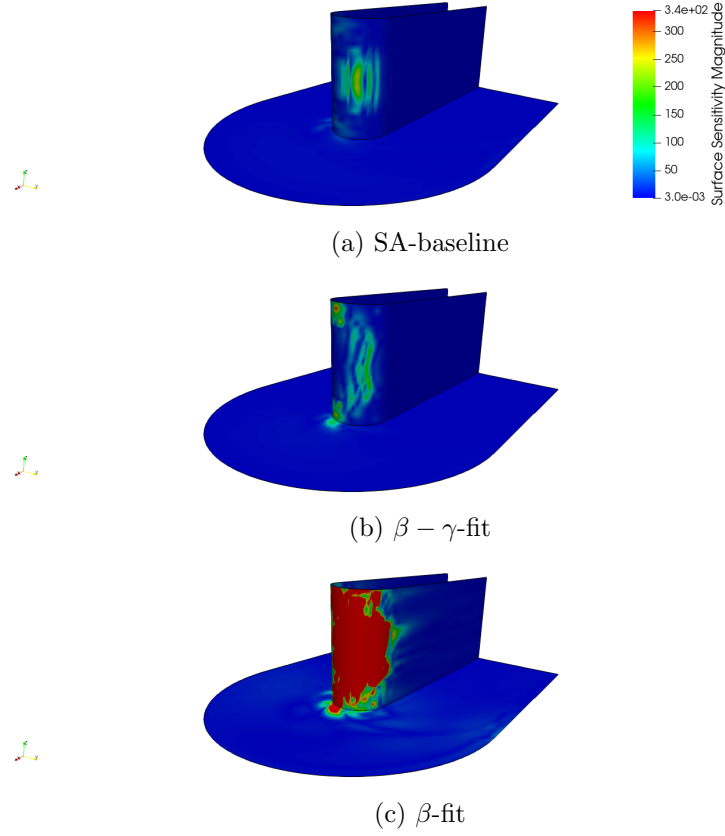 3.4e+02
300
250
200
150
100
50
3.0e-03
Surface Sensitivity Magnitude
(a) SA-baseline
(b) β − γ-fit
(c) β-fit